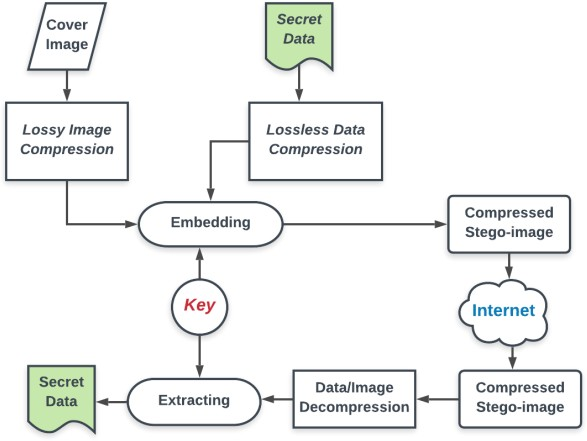 Cover
Image
Secret
Data
Lossy Image
Compression
Lossless Data
Compression
Embedding
Compressed
Stego-image
Key
Internet
Secret
Data
Extracting
Data/Image
Decompression
Compressed
Stego-image